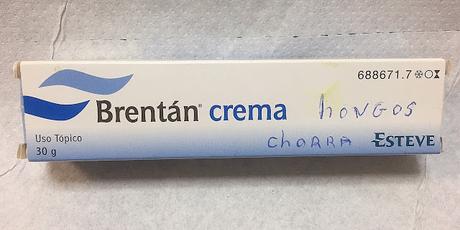 688671.7
Brentán® crema hongos
Uso Tópico
30 g
chorra ESTEVE